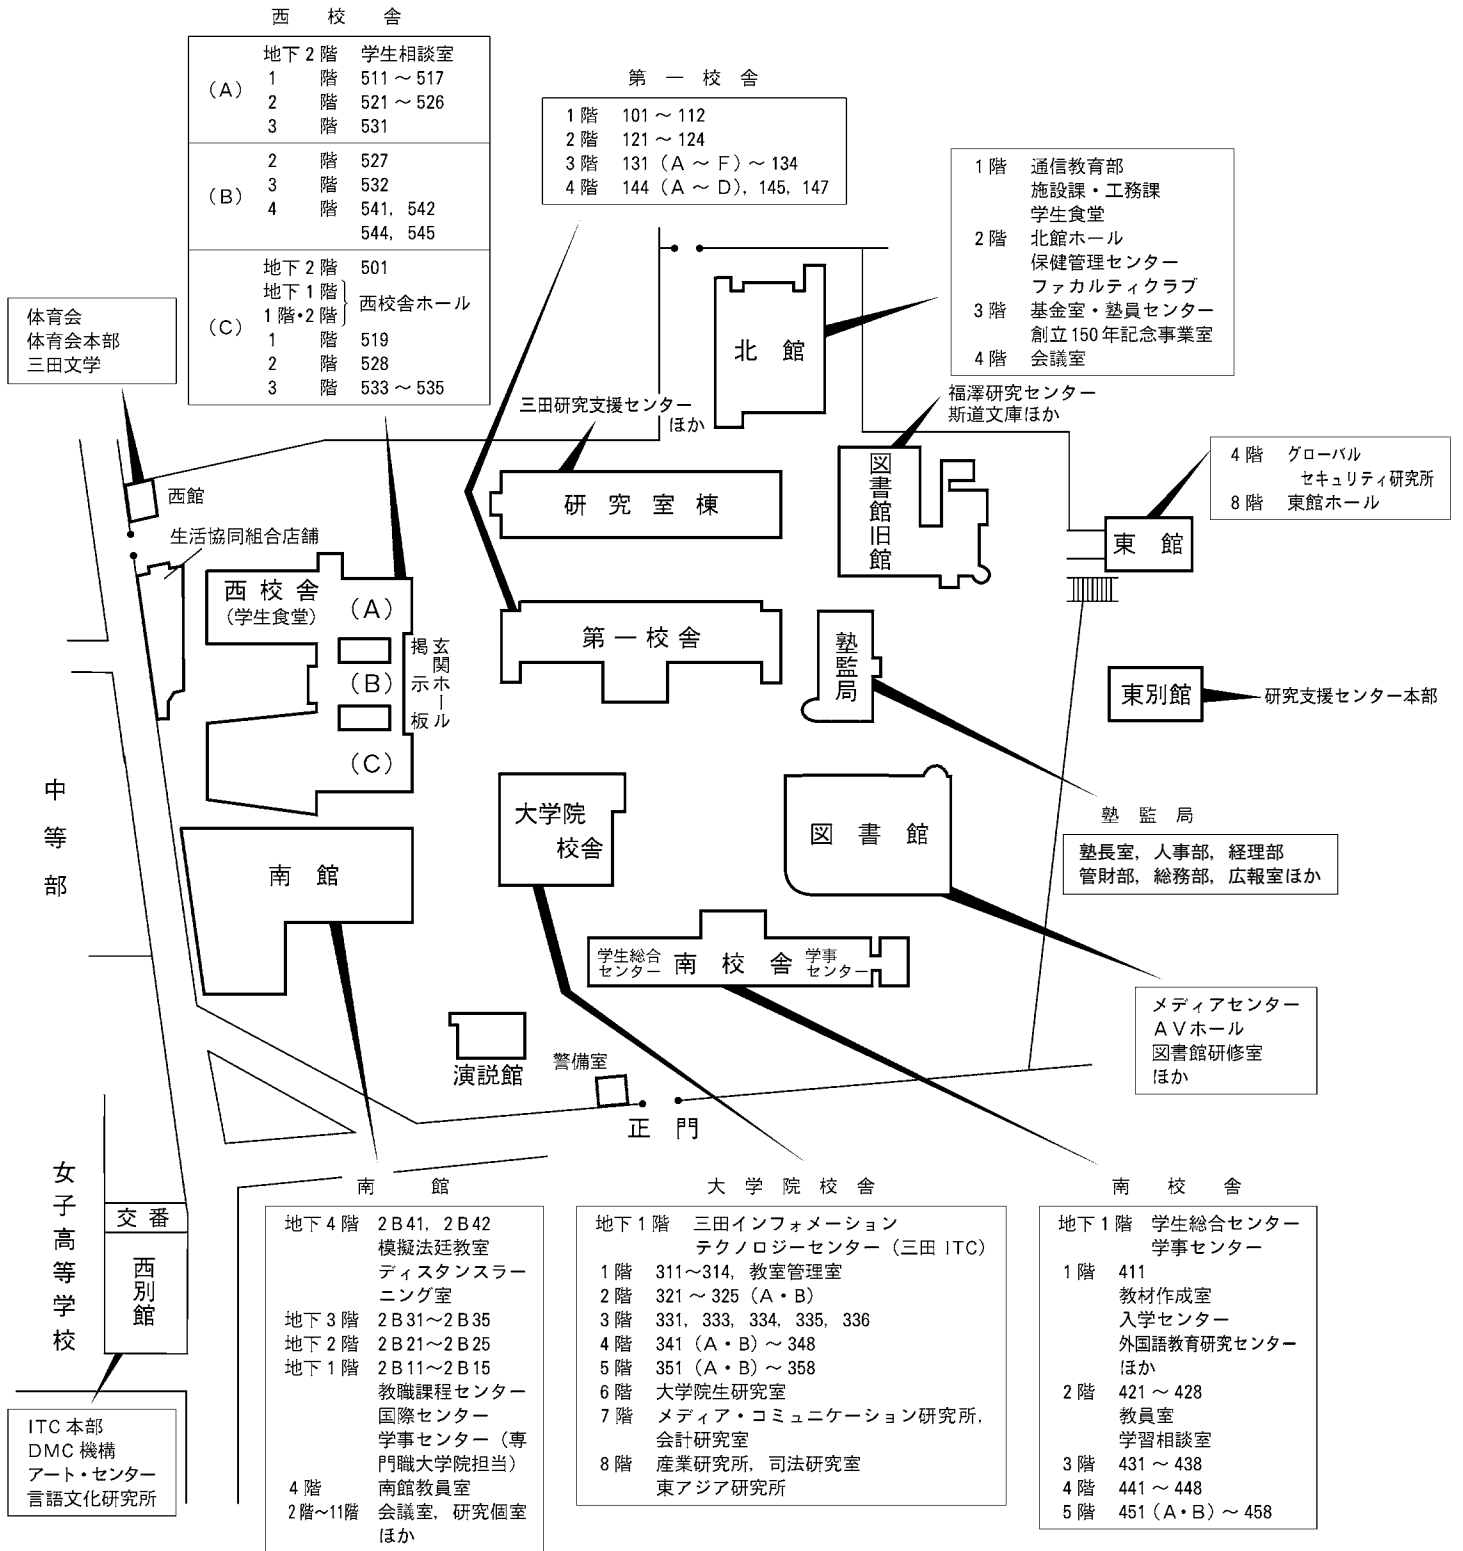 西校舎
(A) 地下2階 学生相談室
1階 511～517
2階 521～526
3階 531
(B) 2階 527
3階 532
4階 541, 542
544, 545
(C) 地下2階 501
地下1階
1階・2階
西校舎ホール
1階 519
2階 528
3階 533～535
第一校舎
1階 101～112
2階 121～124
3階 131(A～F)～134
4階 144(A～D), 145, 147
1階 通信教育部
施設課・工務課
学生食堂
2階 北館ホール
保健管理センター
ファカルティクラブ
3階 基金室・塾員センター
創立150年記念事業室
4階 会議室
体育会
体育会本部
三田文学
北館
三田研究支援センター
ほか
福澤研究センター
斯道文庫ほか
4階 グローバル
セキュリティ研究所
8階 東館ホール
西館
研究室棟
図書館旧館
東館
生活協同組合店舗
西校舎
(学生食堂)
(A)
(B)
(C)
玄関ホール
掲示板
第一校舎
塾監局
東別館
研究支援センター本部
中等部
大学院
校舎
図書館
塾監局
塾長室, 人事部, 経理部
管財部, 総務部, 広報室ほか
南館
学生総合
センター
南校舎
学事
センター
メディアセンター
AVホール
図書館研修室
ほか
演説館
警備室
正門
女子高等学校
交番
西別館
ITC本部
DMC機構
アート・センター
言語文化研究所
南館
地下4階 2B41, 2B42
模擬法廷教室
ディスタンスラー
ニング室
地下3階 2B31～2B35
地下2階 2B21～2B25
地下1階 2B11～2B15
教職課程センター
国際センター
学事センター(専
門職大学院担当)
4階 南館教員室
2階～11階 会議室, 研究個室
ほか
大学院校舎
地下1階 三田インフォメーション
テクノロジーセンター(三田ITC)
1階 311～314, 教室管理室
2階 321～325(A・B)
3階 331, 333, 334, 335, 336
4階 341(A・B)～348
5階 351(A・B)～358
6階 大学院生研究室
7階 メディア・コミュニケーション研究所,
会計研究室
8階 産業研究所, 司法研究室
東アジア研究所
南校舎
地下1階 学生総合センター
学事センター
1階 411
教材作成室
入学センター
外国語教育研究センター
ほか
2階 421～428
教員室
学習相談室
3階 431～438
4階 441～448
5階 451(A・B)～458